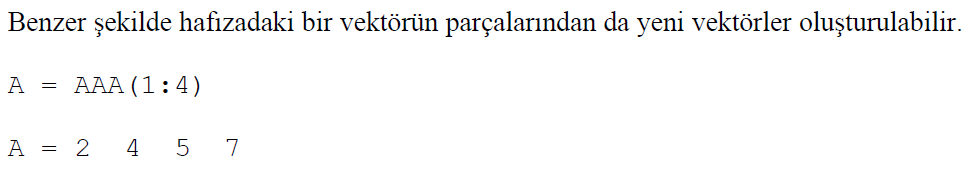 Benzer şekilde hafızadaki bir vektörün parçalarından da yeni vektörler oluşturulabilir.
A = AAA(1:4)
A = 2 4 5 7